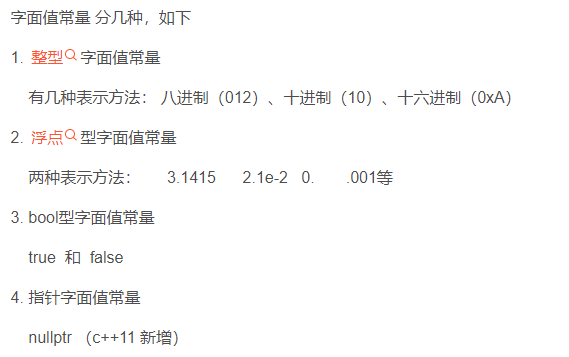 字面值常量 分几种，如下
1. 整型 字面值常量
有几种表示方法： 八进制（012）、十进制（10）、十六进制（0xA）
2. 浮点 型字面值常量
两种表示方法： 3.1415 2.1e-2 0. .001等
3. bool型字面值常量
true 和 false
4. 指针字面值常量
nullptr （c++11 新增）